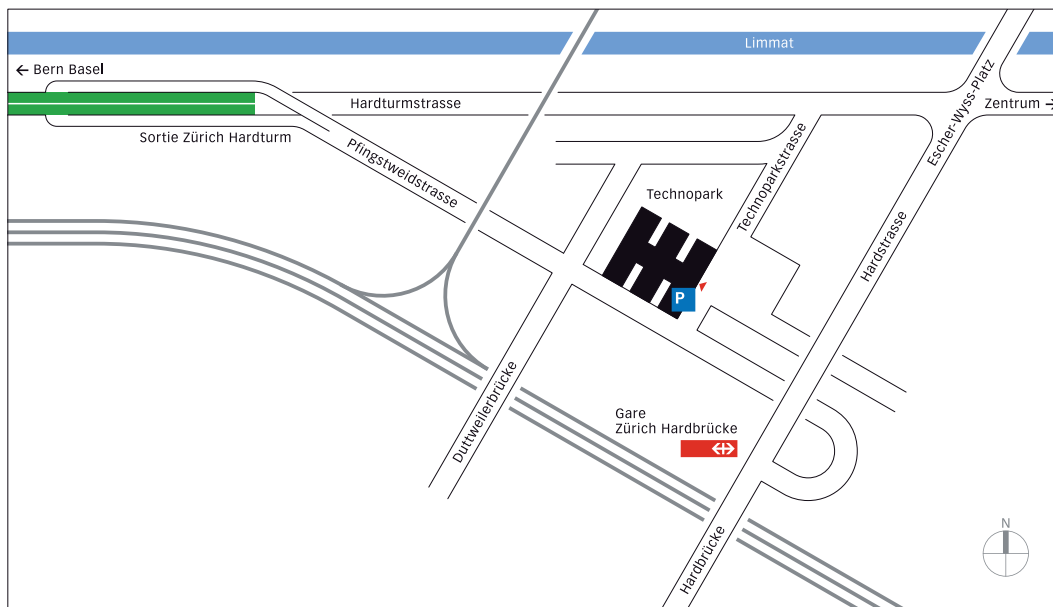 Limmat
← Bern Basel
Hardturmstrasse
Zentrum →
Escher-Wyss-Platz
Sortie Zürich Hardturm
Pfingstweidstrasse
Technoparkstrasse
Technopark
Hardstrasse
P
Duttweilerbrücke
Gare
Zürich Hardbrücke
Hardbrücke
N